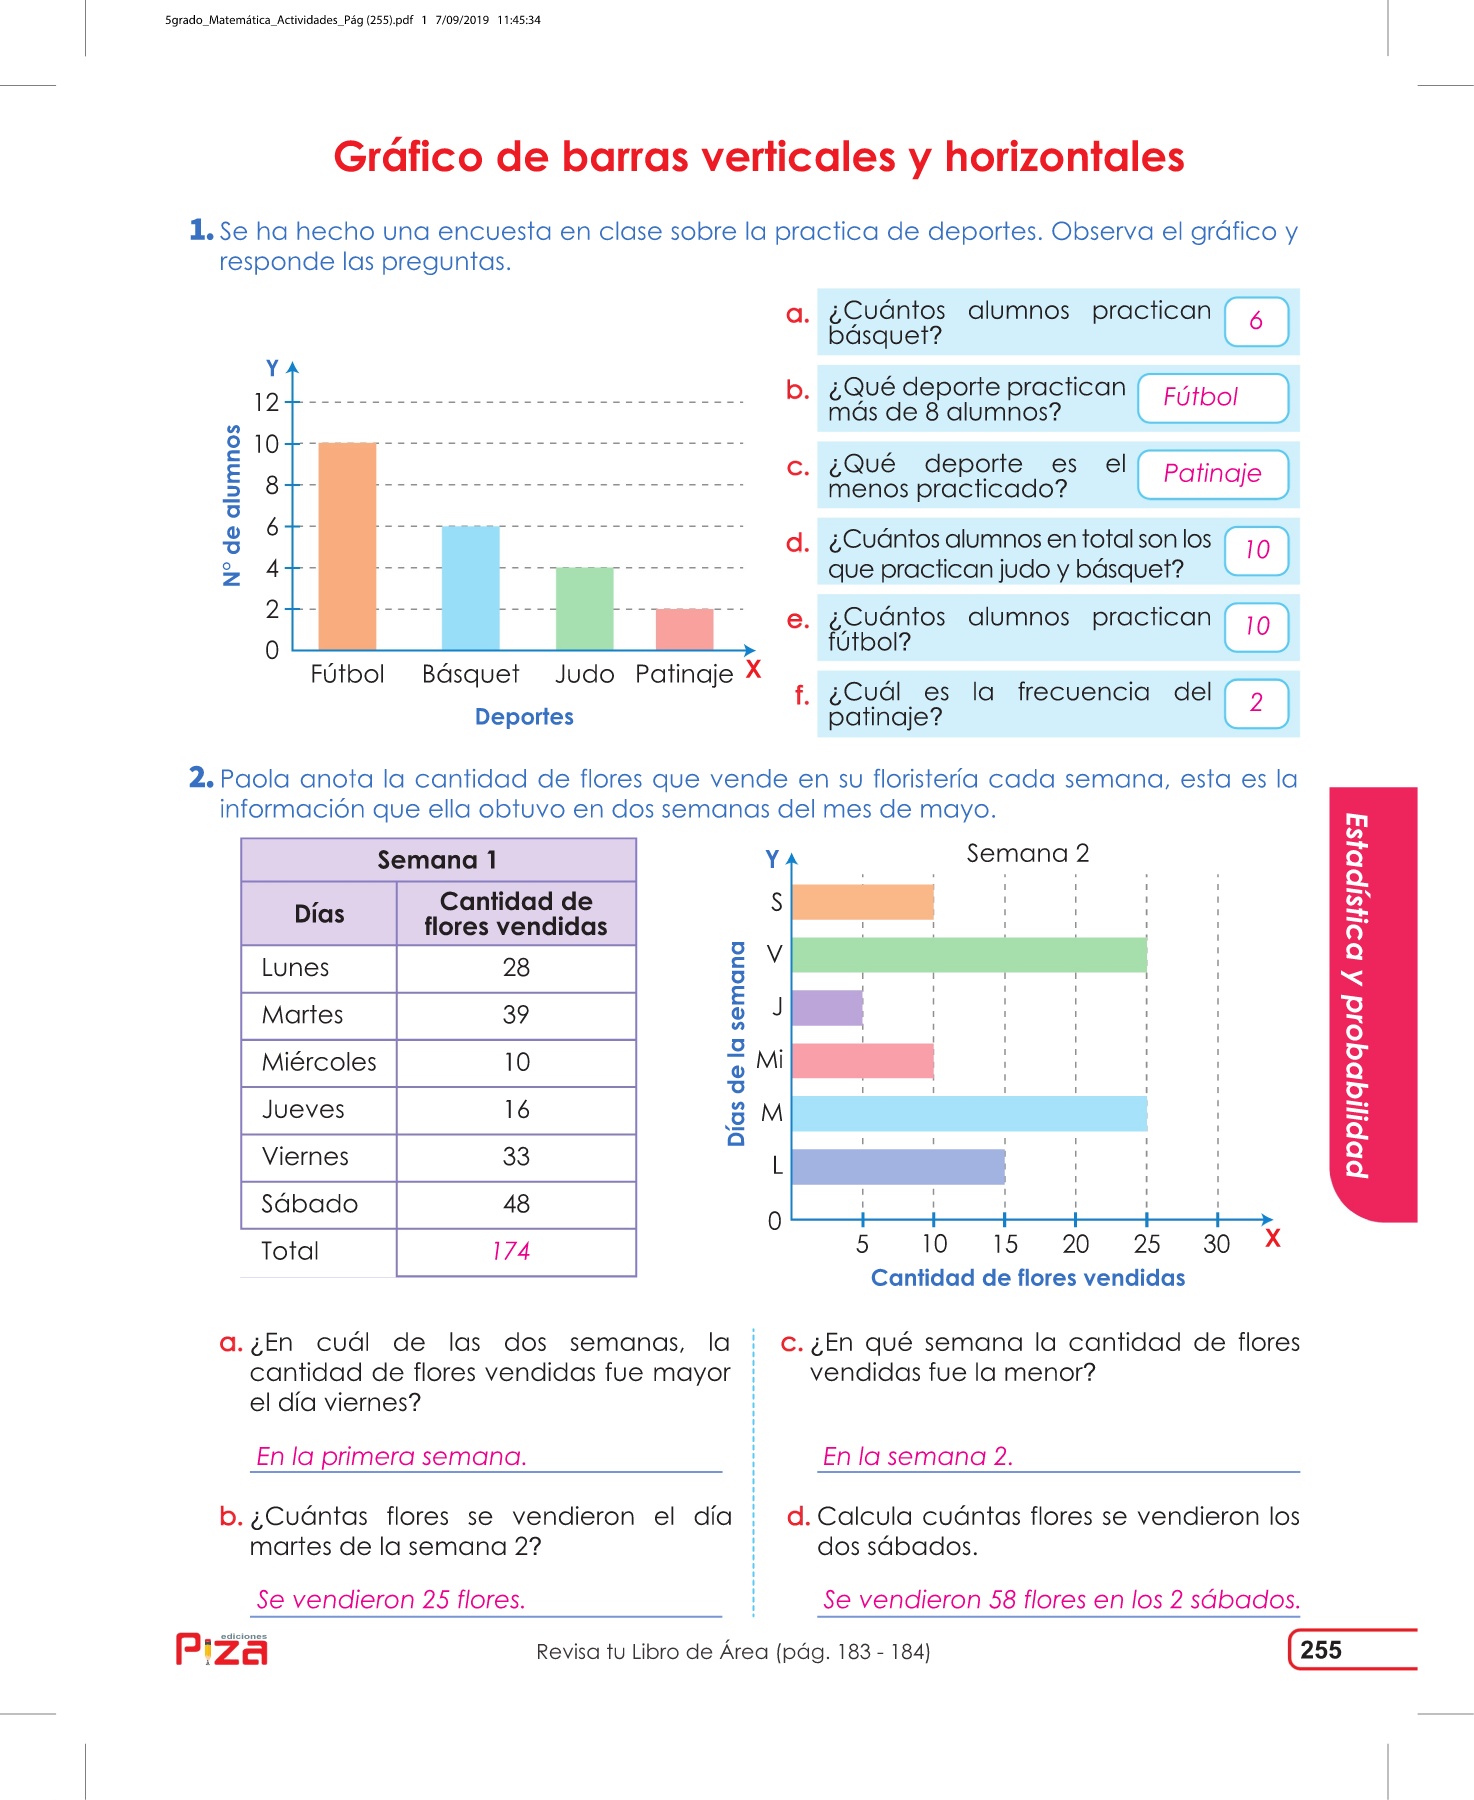 5grado_Matemática_Actividades_Pág (255).pdf 1 7/09/2019 11:45:34
Gráfico de barras verticales y horizontales
1. Se ha hecho una encuesta en clase sobre la practica de deportes. Observa el gráfico y
responde las preguntas.
Y
12
10
8
6
4
2
0
N° de alumnos
Fútbol Básquet Judo Patinaje X
Deportes
a. ¿Cuántos alumnos practican
básquet?
6
b. ¿Qué deporte practican
más de 8 alumnos?
Fútbol
c. ¿Qué deporte es el
menos practicado?
Patinaje
d. ¿Cuántos alumnos en total son los
que practican judo y básquet?
10
e. ¿Cuántos alumnos practican
fútbol?
10
f. ¿Cuál es la frecuencia del
patinaje?
2
2. Paola anota la cantidad de flores que vende en su floristería cada semana, esta es la
información que ella obtuvo en dos semanas del mes de mayo.
Semana 1
Días Cantidad de
flores vendidas
Lunes 28
Martes 39
Miércoles 10
Jueves 16
Viernes 33
Sábado 48
Total 174
Semana 2
Y
S
V
J
Mi
M
L
0
Días de la semana
5 10 15 20 25 30 X
Cantidad de flores vendidas
Estadística y probabilidad
a. ¿En cuál de las dos semanas, la
cantidad de flores vendidas fue mayor
el día viernes?
En la primera semana.
b. ¿Cuántas flores se vendieron el día
martes de la semana 2?
Se vendieron 25 flores.
c. ¿En qué semana la cantidad de flores
vendidas fue la menor?
En la semana 2.
d. Calcula cuántas flores se vendieron los
dos sábados.
Se vendieron 58 flores en los 2 sábados.
ediciones
Piza
Revisa tu Libro de Área (pág. 183 - 184)
255